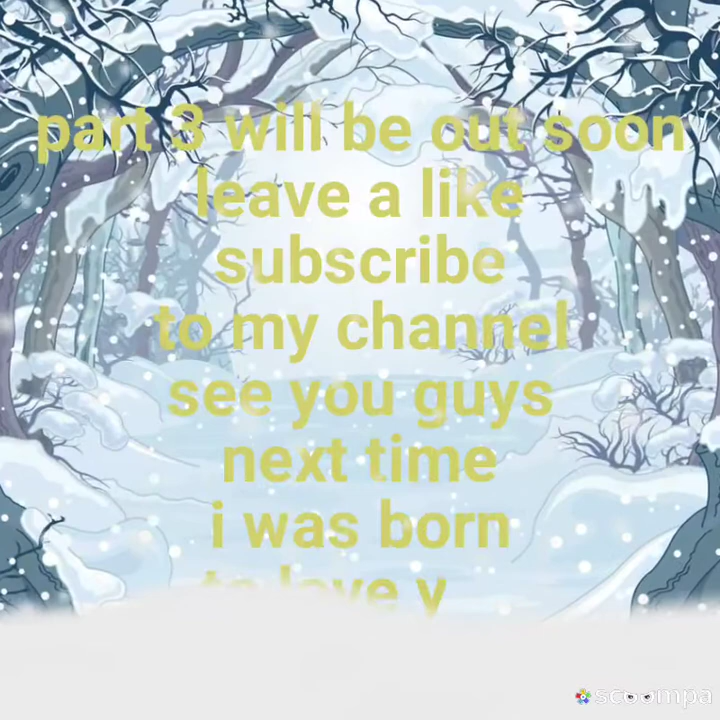 part 3 will be out soon
leave a like
subscribe
to my channel
see you guys
next time
i was born
scoompa